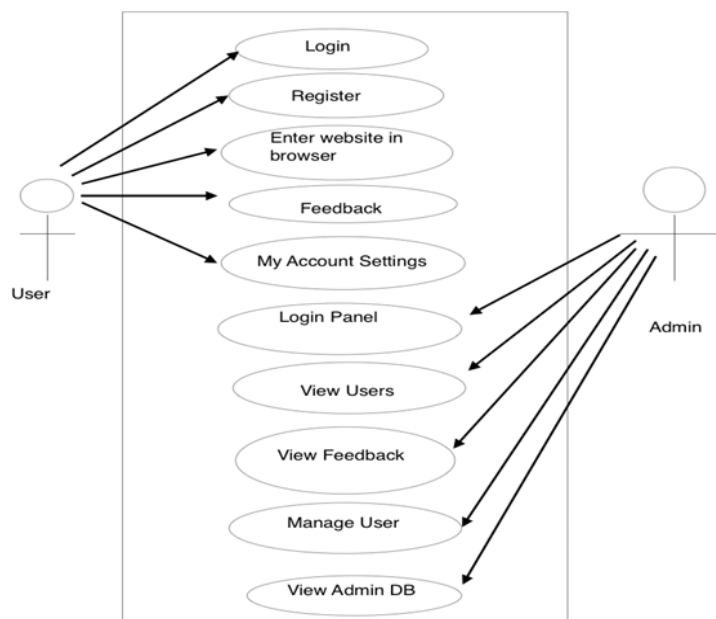 Login
Register
Enter website in
browser
Feedback
My Account Settings
User
Login Panel
Admin
View Users
View Feedback
Manage User
View Admin DB